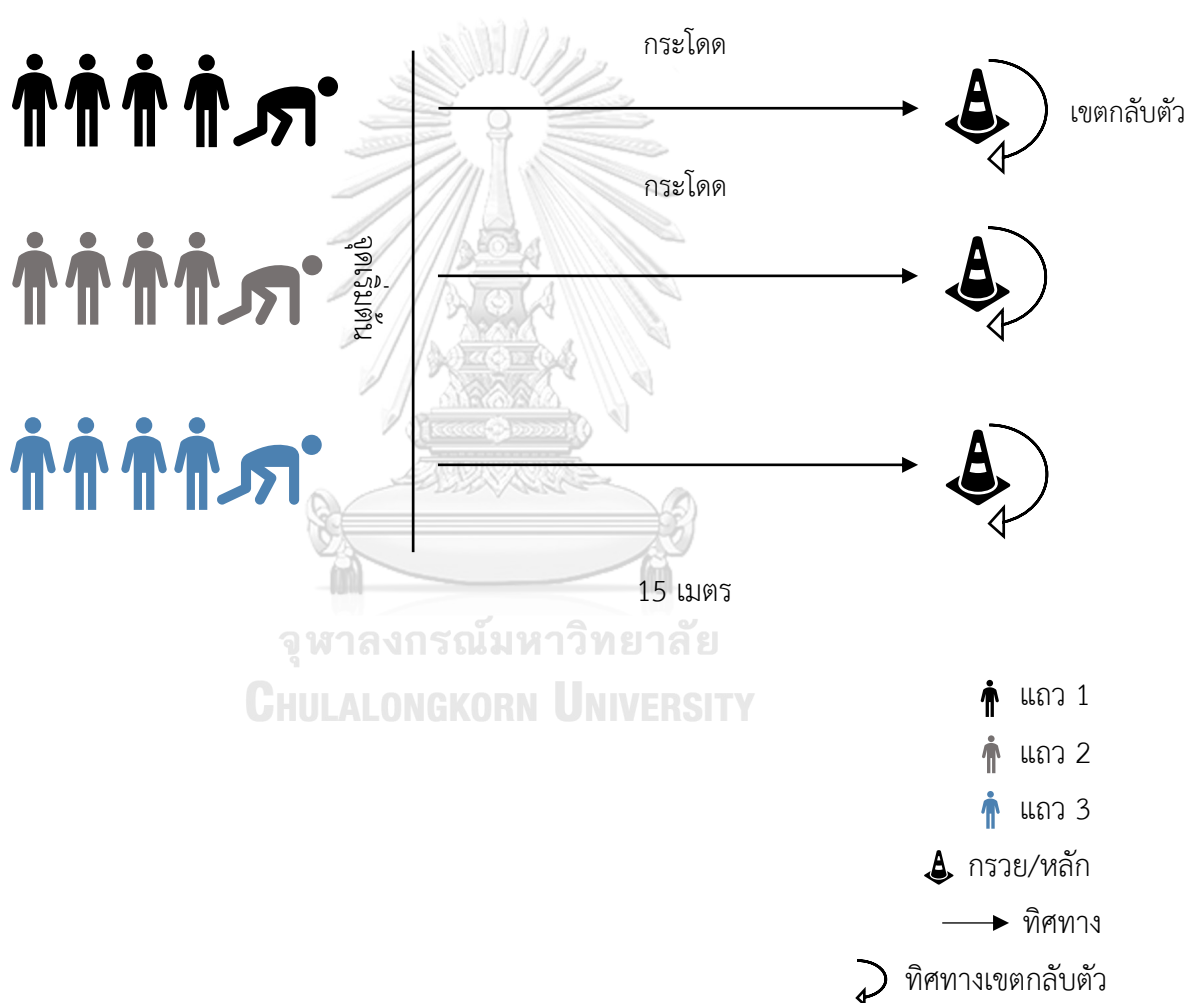 กระโดด
เขตกลับตัว
กระโดด
จุดเริ่มต้น
15 เมตร
จุฬาลงกรณ์มหาวิทยาลัย
CHULALONGKORN UNIVERSITY
แถว 1
แถว 2
แถว 3
กรวย/หลัก
ทิศทาง
ทิศทางเขตกลับตัว